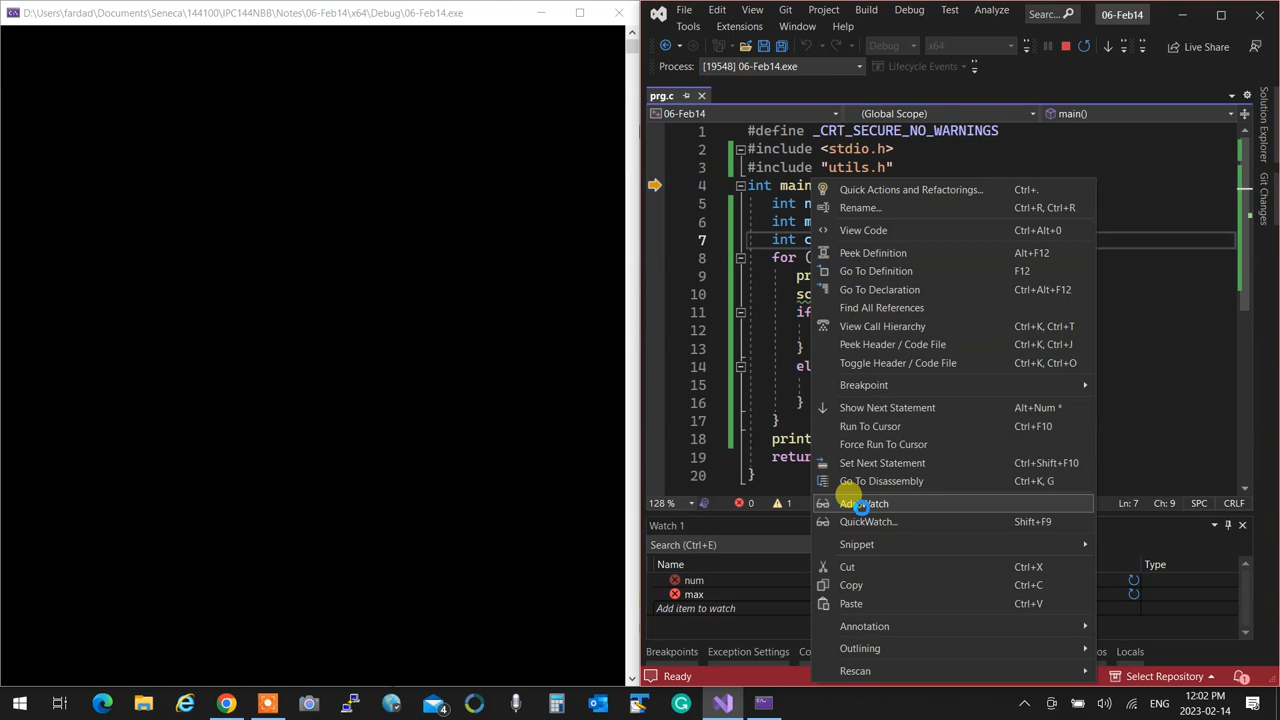 D:\Users\fardad\Documents\Seneca\144100\IPC144NBB\Notes\06-Feb14\x64\Debug\06-Feb14.exe
File Edit View Git Project Build Debug Test Analyze Searc... 06-Feb14
Tools Extensions Window Help
Debug x64 Live Share
Process: [19548] 06-Feb14.exe Lifecycle Events
prg.c
06-Feb14 (Global Scope) main()
1 #define _CRT_SECURE_NO_WARNINGS
2 #include <stdio.h>
3 #include "utils.h"
4 int main
5 int n
6 int m
7 int c
8 for (
9 pr
10 sc
11 if
12
13 }
14 el
15
16 }
17 }
18 print
19 retur
20 }
Quick Actions and Refactorings... Ctrl+.
Rename... Ctrl+R, Ctrl+R
View Code Ctrl+Alt+0
Peek Definition Alt+F12
Go To Definition F12
Go To Declaration Ctrl+Alt+F12
Find All References
View Call Hierarchy Ctrl+K, Ctrl+T
Peek Header / Code File Ctrl+K, Ctrl+J
Toggle Header / Code File Ctrl+K, Ctrl+O
Breakpoint
Show Next Statement Alt+Num *
Run To Cursor Ctrl+F10
Force Run To Cursor
Set Next Statement Ctrl+Shift+F10
Go To Disassembly Ctrl+K, G
Add Watch
QuickWatch... Shift+F9
Snippet
Cut Ctrl+X
Copy Ctrl+C
Paste Ctrl+V
Annotation
Outlining
Rescan
Solution Explorer
Git Changes
128 % 0 1 Ln: 7 Ch: 9 SPC CRLF
Watch 1
Search (Ctrl+E)
Name Type
num
max
Add item to watch
Breakpoints Exception Settings Co Locals
Ready Select Repository 1
4 ENG 12:02 PM
2023-02-14